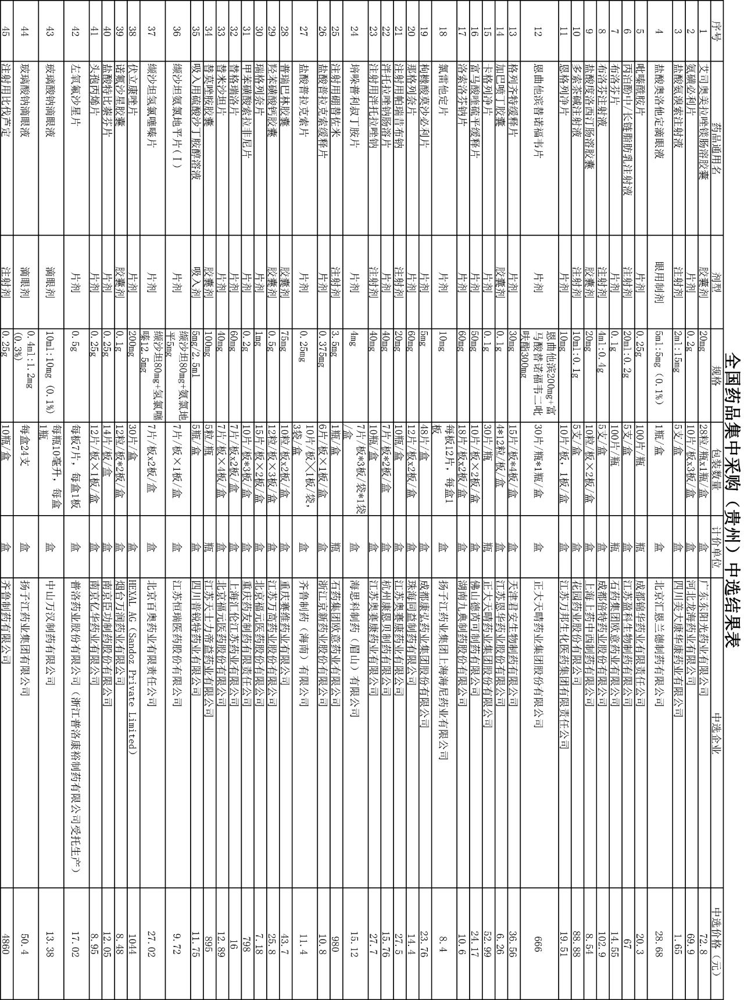 全国药品集中采购（贵州）中选结果表
序号 药品通用名 剂型 规格 包装数量 计价单位 中选企业 中选价格（元）
1 艾司奥美拉唑镁肠溶胶囊 胶囊剂 20mg 28粒/瓶x1瓶/盒 盒 广东东阳光药业有限公司 72.8
2 氨磺必利片 片剂 0.2g 10片/板x3板/盒 盒 河北龙海药业有限公司 69.9
3 盐酸氨溴索注射液 注射剂 2ml:15mg 5支/盒 盒 四川美大康华康药业有限公司 1.65
4 盐酸奥洛他定滴眼液 眼用制剂 5ml:5mg（0.1%） 1瓶/盒 盒 北京汇恩兰德制药有限公司 28.68
5 吡嗪酰胺片 片剂 0.25g 100片/瓶 瓶 成都锦华药业有限责任公司 20.3
6 丙泊酚中/长链脂肪乳注射液 注射剂 20ml:0.2g 5支/盒 盒 江苏盈科生物制药有限公司 67
7 布洛芬片 片剂 0.1g 100片/瓶 瓶 石药集团欧意药业有限公司 14.55
8 布洛芬注射液 注射剂 4ml:0.4g 5支/盒 盒 成都倍特药业股份有限公司 102.9
9 盐酸度洛西汀肠溶胶囊 胶囊剂 20mg 10粒/板×2板/盒 盒 上海上药中西制药有限公司 8.54
10 多索茶碱注射液 注射剂 10ml:0.1g 5支/盒 盒 花园药业股份有限公司 88.88
11 恩格列净片 片剂 10mg 10片/板，1板/盒 盒 江苏万邦生化医药集团有限责任公司 19.51
12 恩曲他滨替诺福韦片 片剂 恩曲他滨200mg+富
马酸替诺福韦二吡
呋酯300mg 30片/瓶*1瓶/盒 盒 正大天晴药业集团股份有限公司 666
13 格列齐特缓释片 片剂 30mg 15片/板*4板/盒 盒 天津君安生物制药有限公司 36.56
14 加巴喷丁胶囊 胶囊剂 0.1g 4*12粒/板/盒 盒 江苏恩华药业股份有限公司 6.26
15 卡格列净片 片剂 0.1g 30片/瓶 瓶 正大天晴药业集团股份有限公司 52.99
16 富马酸喹硫平缓释片 片剂 50mg 10片/板×2板/盒 盒 佛山德芮可制药有限公司 24.17
17 洛索洛芬钠片 片剂 60mg 18片/板x2板/盒 盒 湖南九典制药股份有限公司 10.6
18 氯雷他定片 片剂 10mg 每板12片，每盒1
板 盒 扬子江药业集团上海海尼药业有限公司 8.4
19 枸橼酸莫沙必利片 片剂 5mg 48片/盒 盒 成都康弘药业集团股份有限公司 23.76
20 那格列奈片 片剂 60mg 12片/板x2板/盒 盒 珠海同益制药有限公司 14.4
21 注射用帕瑞昔布钠 注射剂 20mg 10瓶/盒 盒 江苏奥赛康药业有限公司 27.5
22 泮托拉唑钠肠溶片 片剂 40mg 7片/板*2板/盒 盒 杭州康恩贝制药有限公司 15.76
23 注射用泮托拉唑钠 注射剂 40mg 10瓶/盒 盒 江苏奥赛康药业有限公司 27.7
24 培哚普利叔丁胺片 片剂 4mg 7片/板*3板/袋*1袋
/盒 盒 海思科制药（眉山）有限公司 15.12
25 注射用硼替佐米 注射剂 3.5mg 1瓶/盒 瓶 石药集团欧意药业有限公司 980
26 盐酸普拉克索缓释片 片剂 0.375mg 6片/板×1板/盒 盒 浙江京新药业股份有限公司 10.8
27 盐酸普拉克索片 片剂 0.25mg 10片/板×1板/袋，
3袋/盒 盒 齐鲁制药（海南）有限公司 11.4
28 普瑞巴林胶囊 胶囊剂 75mg 10粒/板x2板/盒 盒 重庆赛维药业有限公司 43.7
29 羟苯磺酸钙胶囊 胶囊剂 0.5g 12粒/板×3板/盒 盒 江苏万高药业股份有限公司 25.8
30 瑞格列奈片 片剂 1mg 15片/板×2板/盒 瓶 北京福元医药股份有限公司 7.18
31 甲苯磺酸索拉非尼片 片剂 0.2g 10片/板*3板/盒 盒 重庆药友制药有限责任公司 798
32 替格瑞洛片 片剂 60mg 7片/板x2板/盒 盒 上海汇伦江苏药业有限公司 16
33 替米沙坦片 片剂 40mg 7片/板×4板/盒 盒 北京福元医药股份有限公司 12.89
34 替莫唑胺胶囊 胶囊剂 100mg 5粒/瓶 瓶 江苏天士力帝益药业有限公司 895
35 吸入用硫酸沙丁胺醇溶液 吸入剂 5mg/2.5ml 5瓶/盒 盒 四川普锐特药业有限公司 11.75
36 缬沙坦氨氯地平片(Ⅰ) 片剂 缬沙坦80mg+氨氯地
平5mg 7片/板×1板/盒 盒 江苏恒瑞医药股份有限公司 9.72
37 缬沙坦氢氯噻嗪片 片剂 缬沙坦80mg+氢氯噻
嗪12.5mg 7片/板x2板/盒 盒 北京百奥药业有限责任公司 27.02
38 伏立康唑片 片剂 200mg 30片/盒 盒 HEXAL AG (Sandoz Private Limited) 1044
39 诺氟沙星胶囊 胶囊剂 0.1g 12粒/板*2板/盒 盒 烟台万润药业有限公司 8.48
40 盐酸特比萘芬片 片剂 0.25g 14片/板/盒 盒 南京臣功制药股份有限公司 12.05
41 头孢丙烯片 片剂 0.25g 12片/板×1板/盒 盒 南京亿华药业有限公司 8.95
42 左氧氟沙星片 片剂 0.5g 每板7片，每盒1板 盒 普洛药业股份有限公司（浙江普洛康裕制药有限公司受托生产） 17.02
43 玻璃酸钠滴眼液 滴眼剂 10ml:10mg（0.1%） 每瓶10毫升，每盒
1瓶 盒 中山万汉制药有限公司 13.38
44 玻璃酸钠滴眼液 滴眼剂 0.4ml:1.2mg
(0.3%) 每盒24支 盒 扬子江药业集团有限公司 50.4
45 注射用比伐芦定 注射剂 0.25g 10瓶/盒 盒 齐鲁制药有限公司 4860